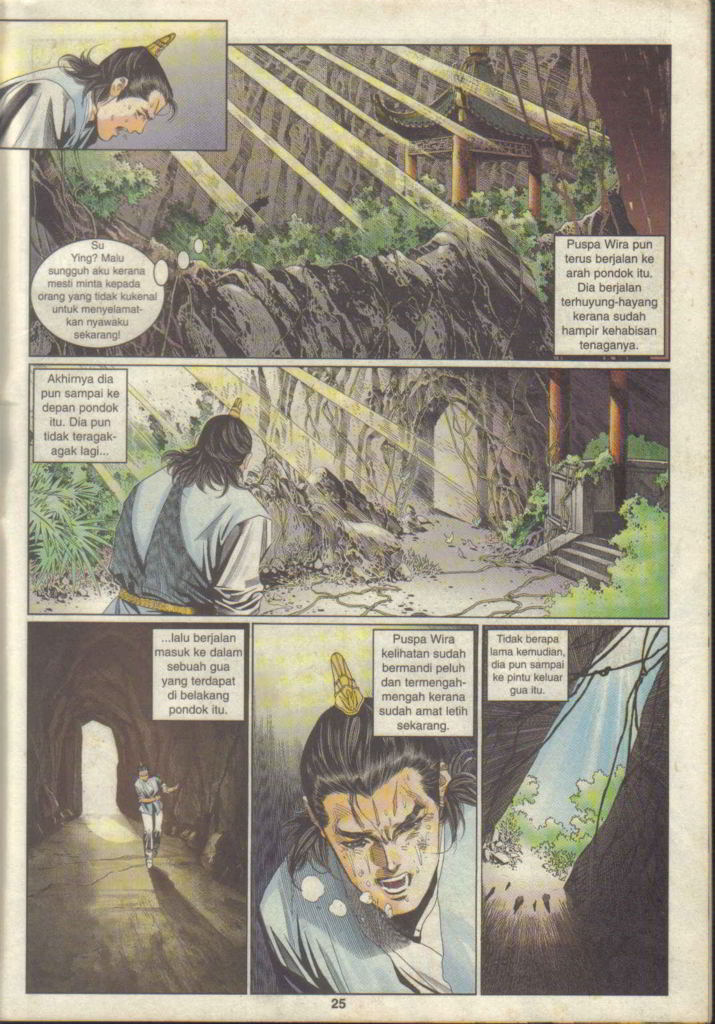 Su
Ying? Malu
sungguh aku kerana
mesti minta kepada
orang yang tidak kukenal
untuk menyelamat-
kan nyawaku
sekarang!
Puspa Wira pun
terus berjalan ke
arah pondok itu.
Dia berjalan
terhuyung-hayang
kerana sudah
hampir kehabisan
tenaganya.
Akhirnya dia
pun sampai ke
depan pondok
itu. Dia pun
tidak teragak-
agak lagi...
...lalu berjalan
masuk ke dalam
sebuah gua
yang terdapat
di belakang
pondok itu.
Puspa Wira
kelihatan sudah
bermandi peluh
dan termengah-
mengah kerana
sudah amat letih
sekarang.
Tidak berapa
lama kemudian,
dia pun sampai
ke pintu keluar
gua itu.
25